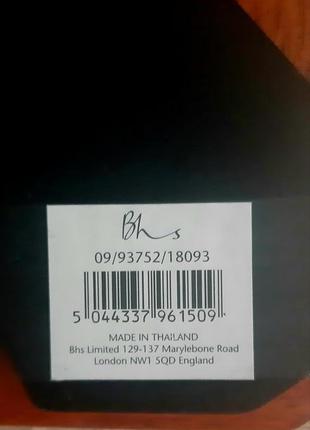 Bhs
09/93752/18093
5 044337 961509
MADE IN THAILAND
Bhs Limited 129-137 Marylebone Road
London NW1 5QD England